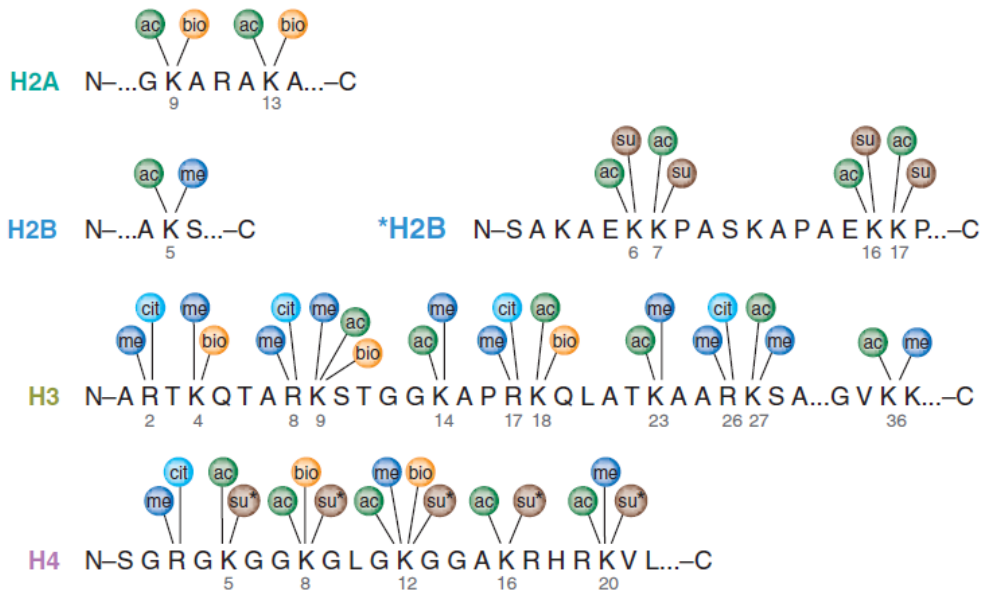 ac bio ac bio
H2A N–...G K A R A K A...–C
9 13
su ac su ac
ac me ac su ac su
H2B N–...A K S...–C *H2B N–S A K A E K K P A S K A P A E K K P...–C
5 6 7 16 17
cit me cit me ac me cit ac me cit ac
me bio me bio ac me bio ac me me ac me
H3 N–A R T K Q T A R K S T G G K A P R K Q L A T K A A R K S A...G V K K...–C
2 4 8 9 14 17 18 23 26 27 36
cit ac bio me bio me
me su* ac su* ac su* ac su* ac su*
H4 N–S G R G K G G K G L G K G G A K R H R K V L...–C
5 8 12 16 20